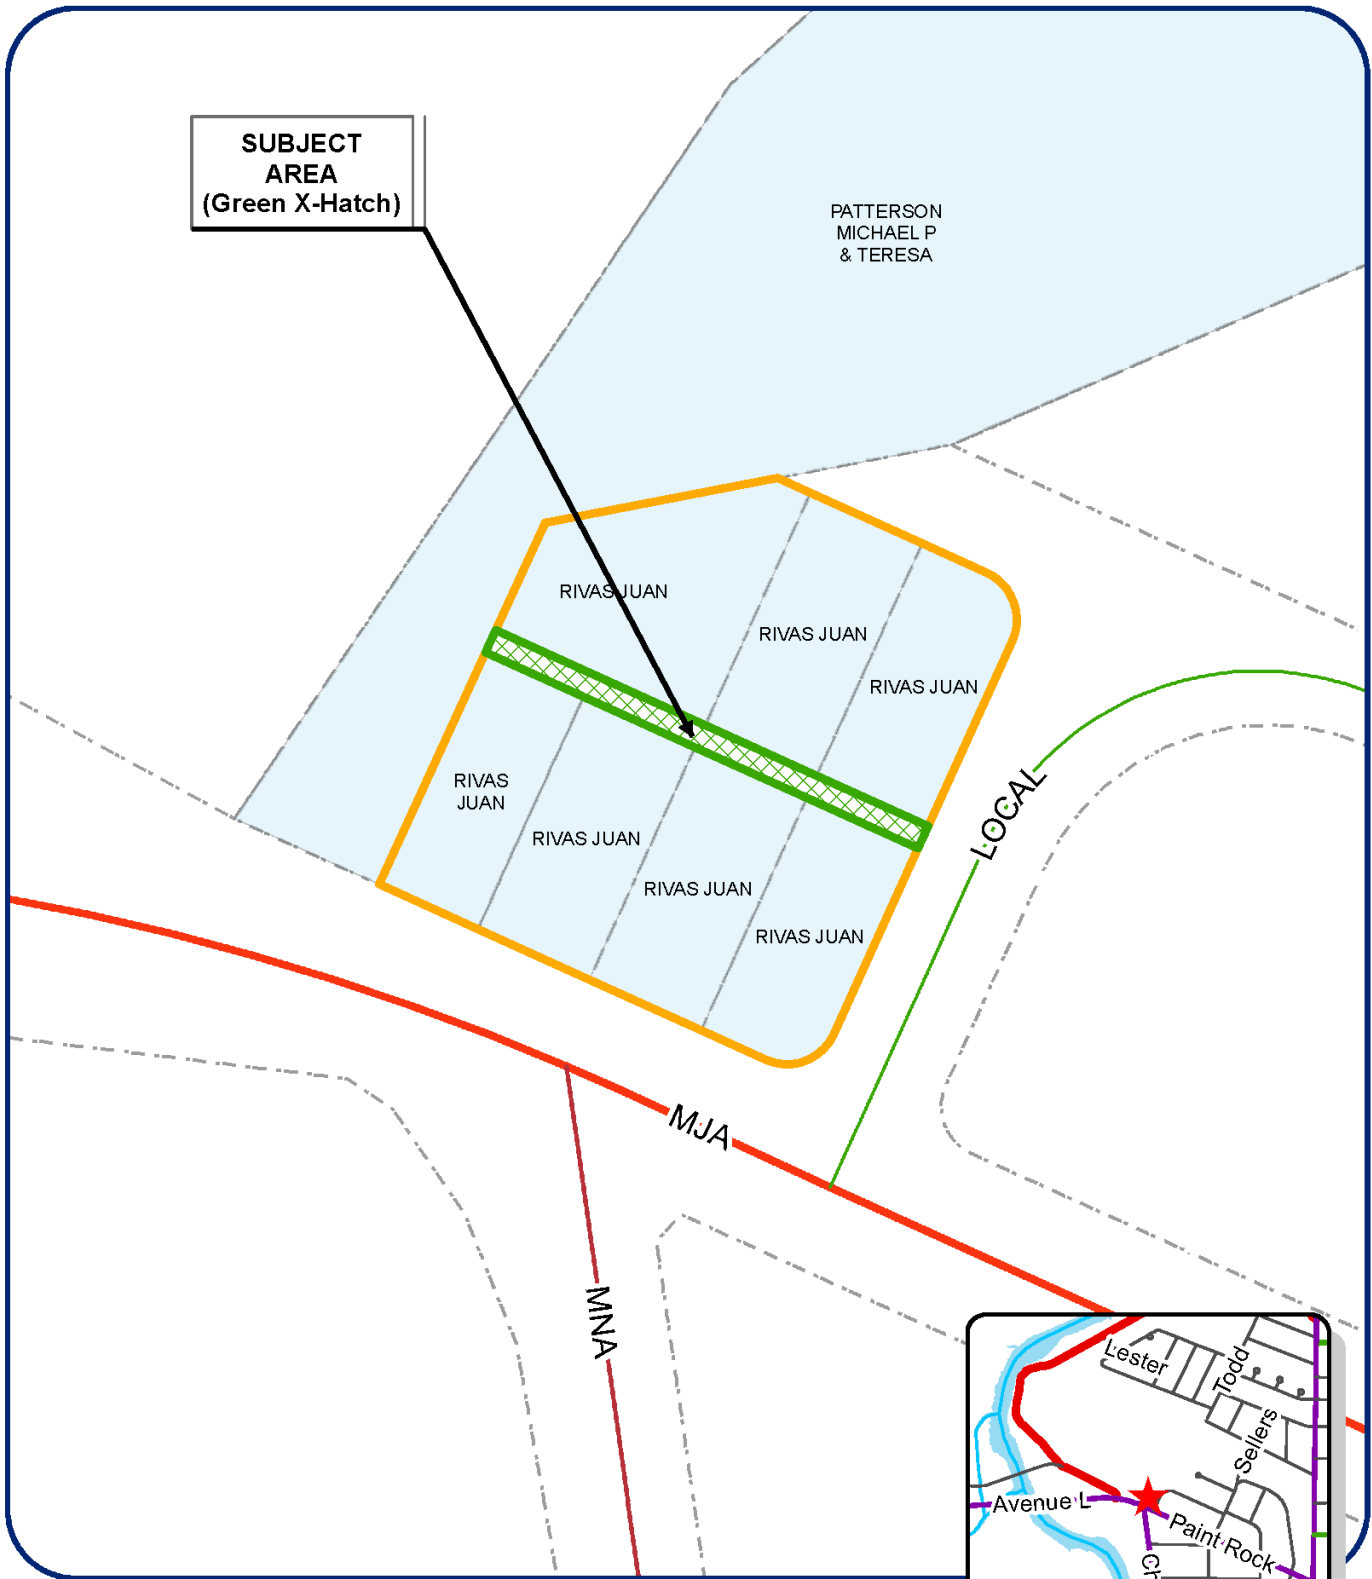 SUBJECT
AREA
(Green X-Hatch)
PATTERSON
MICHAEL P
& TERESA
RIVAS JUAN
RIVAS JUAN
RIVAS JUAN
RIVAS
JUAN
RIVAS JUAN
RIVAS JUAN
RIVAS JUAN
LOCAL
MJA
MNA
Lester
Todd
Sellers
Avenue L
Paint Rock